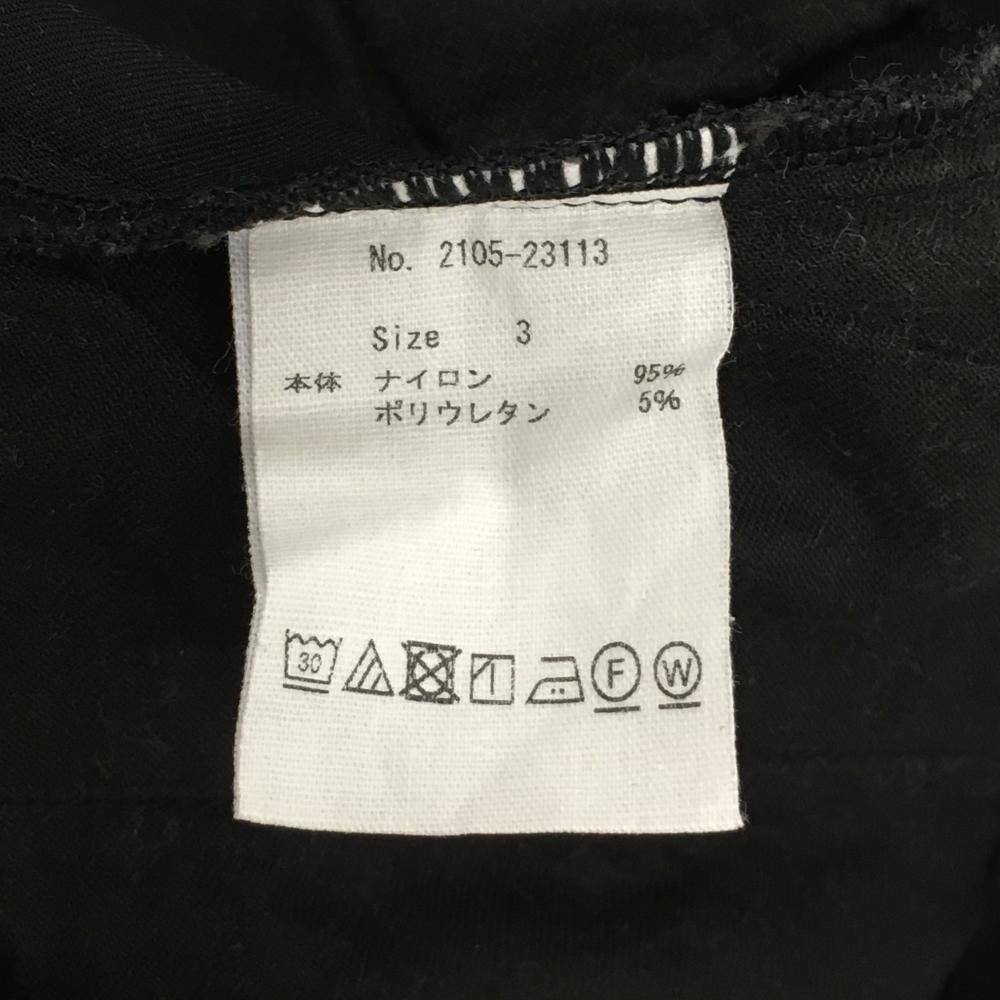 No. 2105-23113
Size 3
本体 ナイロン 95%
ポリウレタン 5%
30 F W